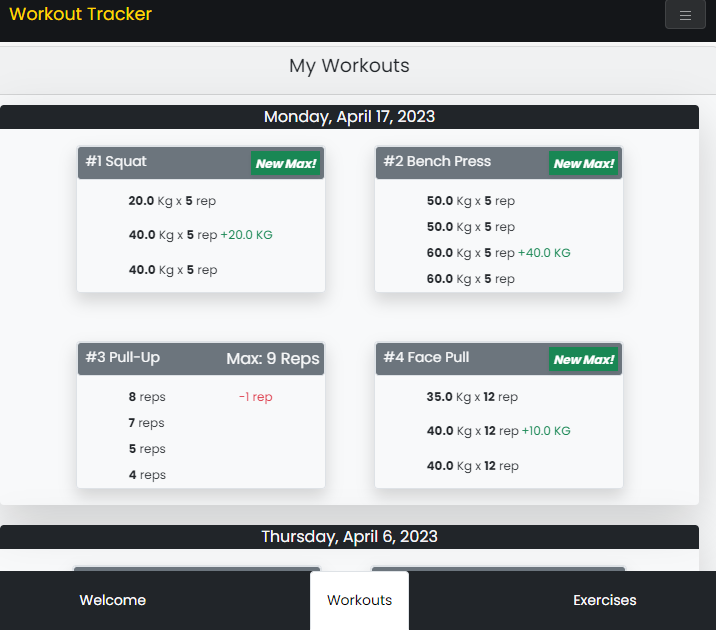 Workout Tracker
My Workouts
Monday, April 17, 2023
#1 Squat New Max!
20.0 Kg x 5 rep
40.0 Kg x 5 rep +20.0 KG
40.0 Kg x 5 rep
#2 Bench Press New Max!
50.0 Kg x 5 rep
50.0 Kg x 5 rep
60.0 Kg x 5 rep +40.0 KG
60.0 Kg x 5 rep
#3 Pull-Up Max: 9 Reps
8 reps -1 rep
7 reps
5 reps
4 reps
#4 Face Pull New Max!
35.0 Kg x 12 rep
40.0 Kg x 12 rep +10.0 KG
40.0 Kg x 12 rep
Thursday, April 6, 2023
Welcome Workouts Exercises